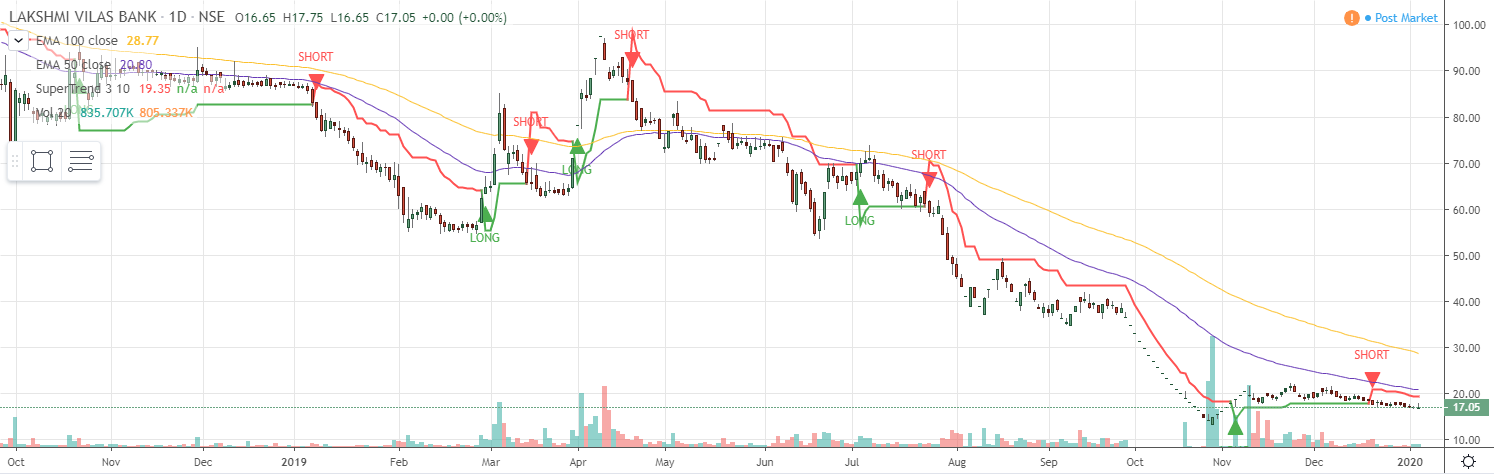 LAKSHMI VILAS BANK · 1D · NSE O16.65 H17.75 L16.65 C17.05 +0.00 (+0.00%)
Post Market
EMA 100 close 28.77
EMA 50 close 20.80
SuperTrend 3 10 19.35 n/a n/a
Vol 20 835.707K 805.337K
SHORT
SHORT
SHORT
SHORT
SHORT
LONG
LONG
LONG
LONG
100.00
90.00
80.00
70.00
60.00
50.00
40.00
30.00
20.00
17.05
10.00
Oct Nov Dec 2019 Feb Mar Apr May Jun Jul Aug Sep Oct Nov Dec 2020